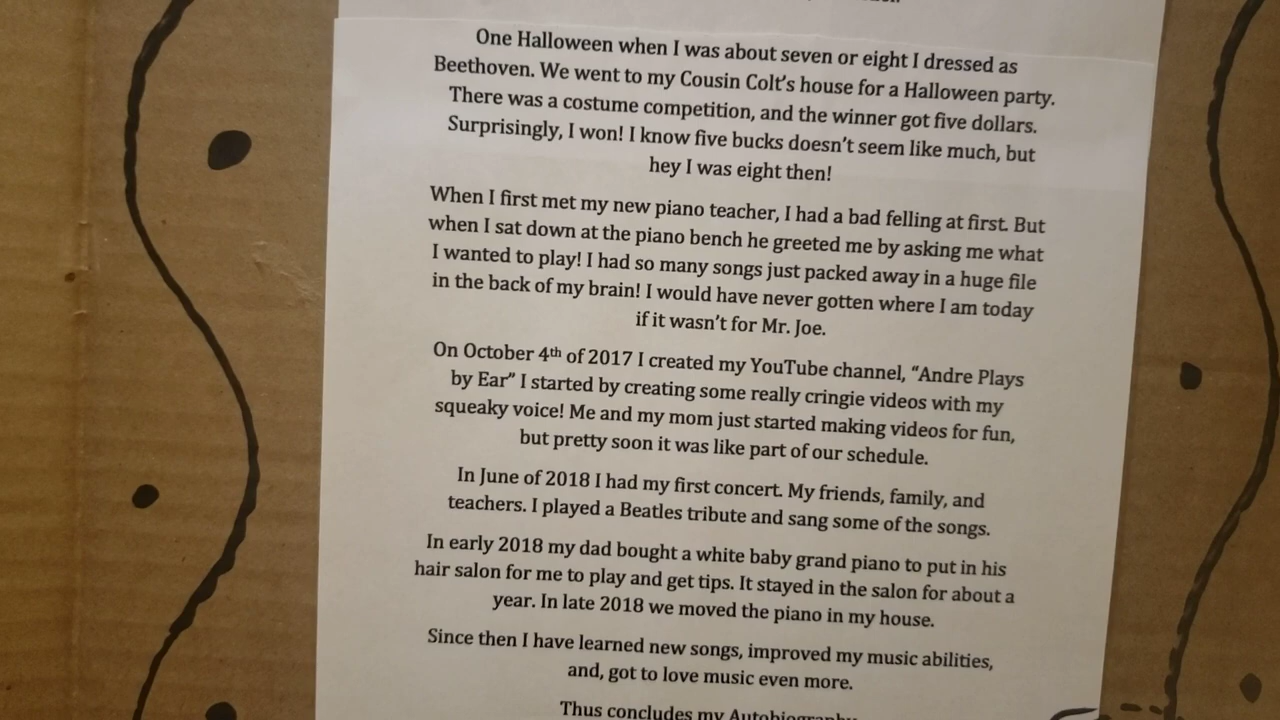 One Halloween when I was about seven or eight I dressed as
Beethoven. We went to my Cousin Colt's house for a Halloween party.
There was a costume competition, and the winner got five dollars.
Surprisingly, I won! I know five bucks doesn't seem like much, but
hey I was eight then!
When I first met my new piano teacher, I had a bad felling at first. But
when I sat down at the piano bench he greeted me by asking me what
I wanted to play! I had so many songs just packed away in a huge file
in the back of my brain! I would have never gotten where I am today
if it wasn't for Mr. Joe.
On October 4th of 2017 I created my YouTube channel, "Andre Plays
by Ear" I started by creating some really cringie videos with my
squeaky voice! Me and my mom just started making videos for fun,
but pretty soon it was like part of our schedule.
In June of 2018 I had my first concert. My friends, family, and
teachers. I played a Beatles tribute and sang some of the songs.
In early 2018 my dad bought a white baby grand piano to put in his
hair salon for me to play and get tips. It stayed in the salon for about a
year. In late 2018 we moved the piano in my house.
Since then I have learned new songs, improved my music abilities,
and, got to love music even more.
Thus concludes my Autobiography